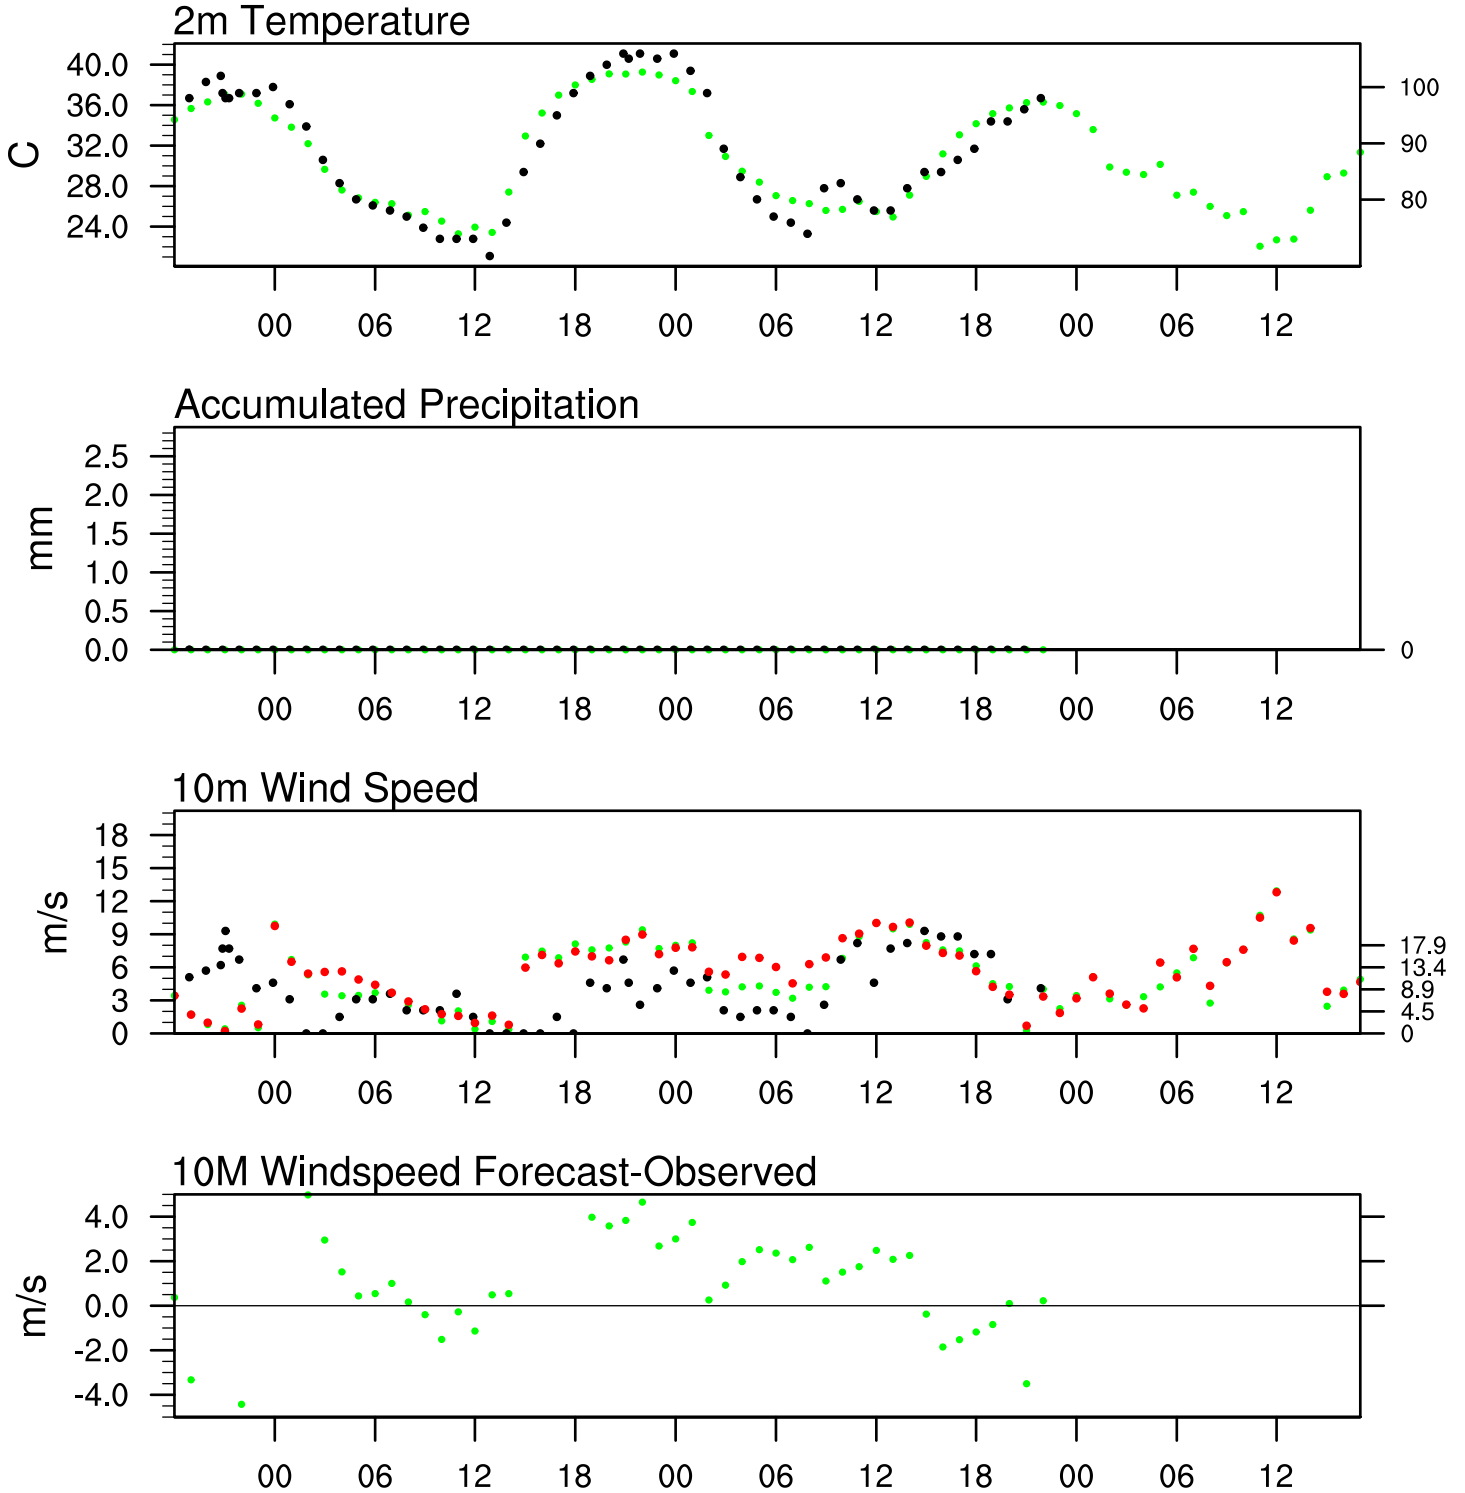 2m Temperature
40.0
36.0
32.0
28.0
24.0
C
100
90
80
00 06 12 18 00 06 12 18 00 06 12
Accumulated Precipitation
2.5
2.0
1.5
1.0
0.5
0.0
mm
0
00 06 12 18 00 06 12 18 00 06 12
10m Wind Speed
18
15
12
9
6
3
0
m/s
17.9
13.4
8.9
4.5
0
00 06 12 18 00 06 12 18 00 06 12
10M Windspeed Forecast-Observed
4.0
2.0
0.0
-2.0
-4.0
m/s
00 06 12 18 00 06 12 18 00 06 12